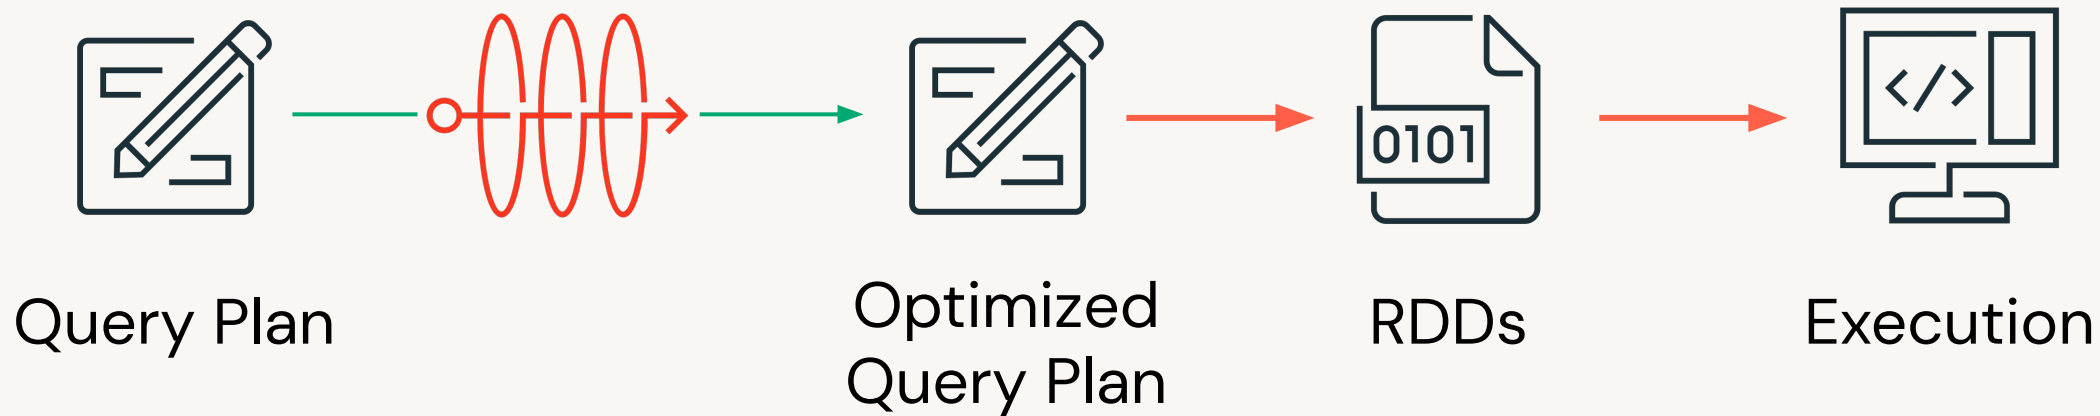 0101
</>
Query Plan
Optimized
Query Plan
RDDs
Execution